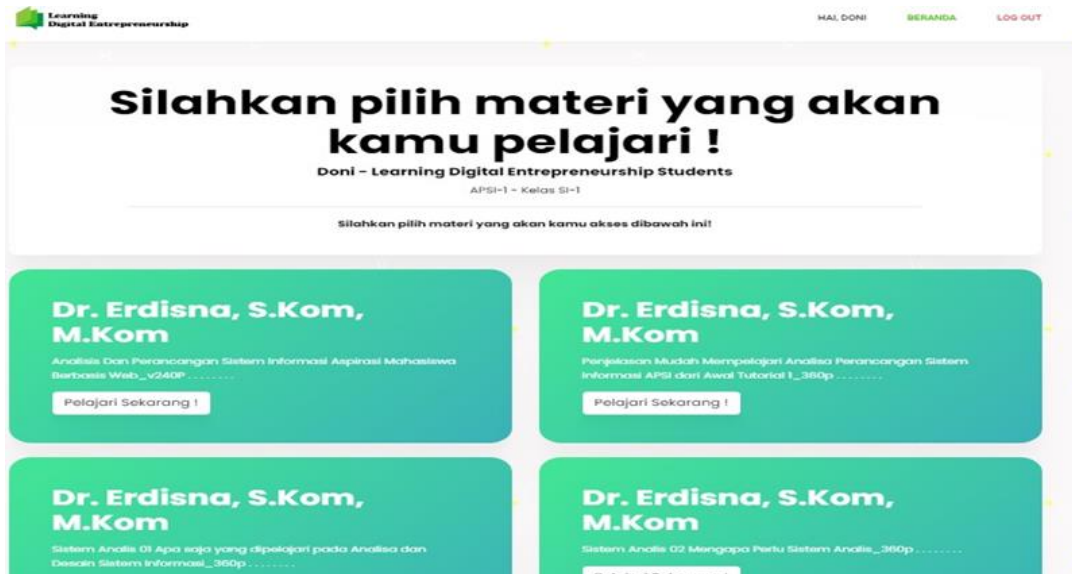 Learning
Digital Entrepreneurship
HAI, DONI
BERANDA
LOG OUT
Silahkan pilih materi yang akan
kamu pelajari !
Doni - Learning Digital Entrepreneurship Students
APSI-1 - Kelas SI-1
Silahkan pilih materi yang akan kamu akses dibawah ini!
Dr. Erdisna, S.Kom,
M.Kom
Analisis Dan Perancangan Sistem Informasi Aspirasi Mahasiswa
Berbasis Web_v240P . . . . . . . .
Pelajari Sekarang !
Dr. Erdisna, S.Kom,
M.Kom
Penjelasan Mudah Mempelajari Analisa Perancangan Sistem
Informasi APSI dari Awal Tutorial 1_360p . . . . . . . .
Pelajari Sekarang !
Dr. Erdisna, S.Kom,
M.Kom
Sistem Analis 01 Apa saja yang dipelajari pada Analisa dan
Desain Sistem Informasi_360p . . . . . . . .
Dr. Erdisna, S.Kom,
M.Kom
Sistem Analis 02 Mengapa Perlu Sistem Analis_360p . . . . . . . .